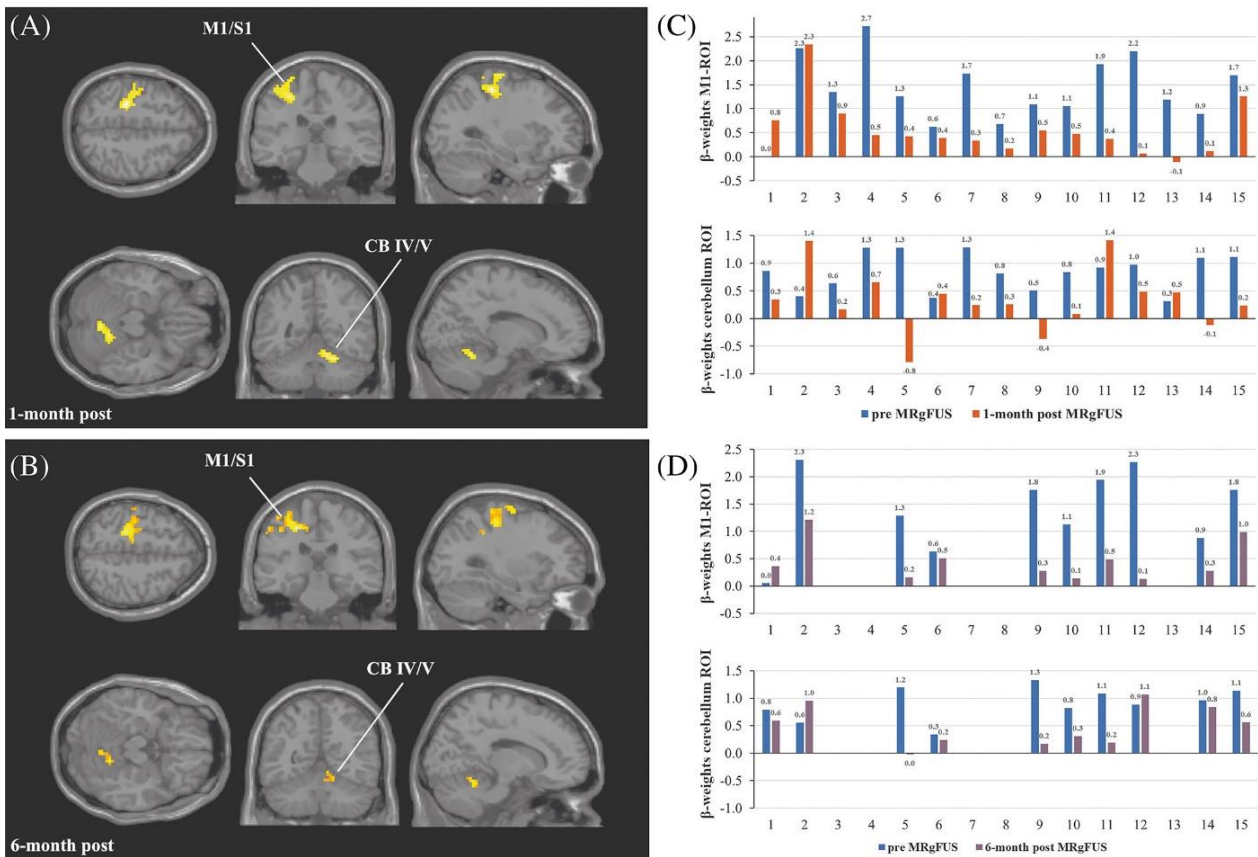 (A)
M1/S1
CB IV/V
1-month post
(B)
M1/S1
CB IV/V
6-month post
(C)
β-weights M1-ROI
2.5
2.0
1.5
1.0
0.5
0.0
-0.5
0.0 0.8 2.3 2.3 1.3 0.9 2.7 0.5 1.3 0.4 0.6 0.4 1.7 0.3 0.7 0.2 1.1 0.5 1.1 0.5 1.9 0.4 2.2 0.1 1.2 -0.1 0.9 0.1 1.7 1.3
1 2 3 4 5 6 7 8 9 10 11 12 13 14 15
β-weights cerebellum ROI
1.5
1.0
0.5
0.0
-0.5
-1.0
0.9 0.3 0.4 1.4 0.6 0.2 1.3 0.7 1.3 -0.8 0.4 0.4 1.3 0.2 0.8 0.3 0.5 -0.4 0.8 0.1 0.9 1.4 1.0 0.5 0.3 0.5 1.1 -0.1 1.1 0.2
1 2 3 4 5 6 7 8 9 10 11 12 13 14 15
pre MRgFUS 1-month post MRgFUS
(D)
β-weights M1-ROI
2.5
2.0
1.5
1.0
0.5
0.0
-0.5
0.0 0.4 2.3 1.2 1.3 0.2 0.6 0.5 1.8 0.3 1.1 0.1 1.9 0.5 2.3 0.1 0.9 0.3 1.8 1.0
1 2 3 4 5 6 7 8 9 10 11 12 13 14 15
β-weights cerebellum ROI
1.5
1.0
0.5
0.0
-0.5
-1.0
0.8 0.6 0.6 1.0 1.2 0.0 0.3 0.2 1.3 0.2 0.8 0.3 1.1 0.2 0.9 1.1 1.0 0.8 1.1 0.6
1 2 3 4 5 6 7 8 9 10 11 12 13 14 15
pre MRgFUS 6-month post MRgFUS